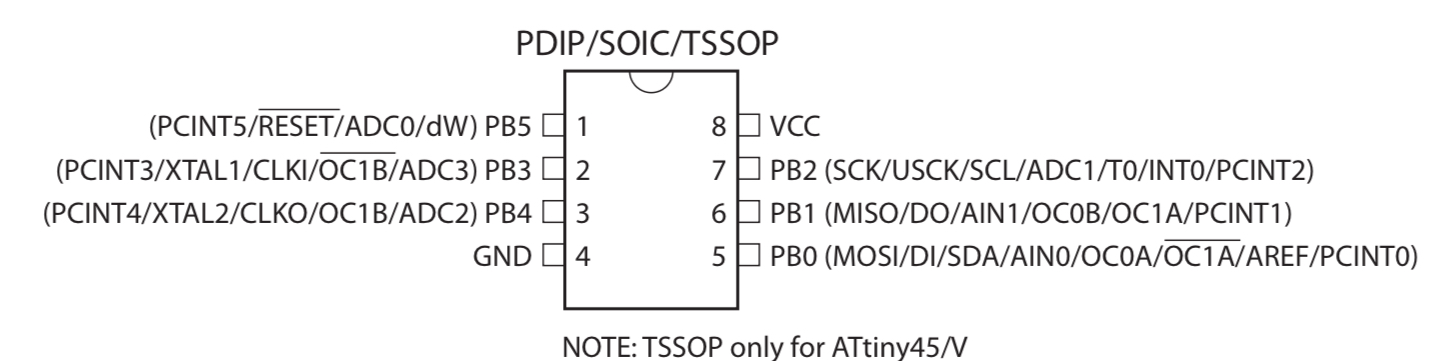 PDIP/SOIC/TSSOP
(PCINT5/RESET/ADC0/dW) PB5 1 8 VCC
(PCINT3/XTAL1/CLKI/OC1B/ADC3) PB3 2 7 PB2 (SCK/USCK/SCL/ADC1/T0/INT0/PCINT2)
(PCINT4/XTAL2/CLKO/OC1B/ADC2) PB4 3 6 PB1 (MISO/DO/AIN1/OC0B/OC1A/PCINT1)
GND 4 5 PB0 (MOSI/DI/SDA/AIN0/OC0A/OC1A/AREF/PCINT0)
NOTE: TSSOP only for ATtiny45/V